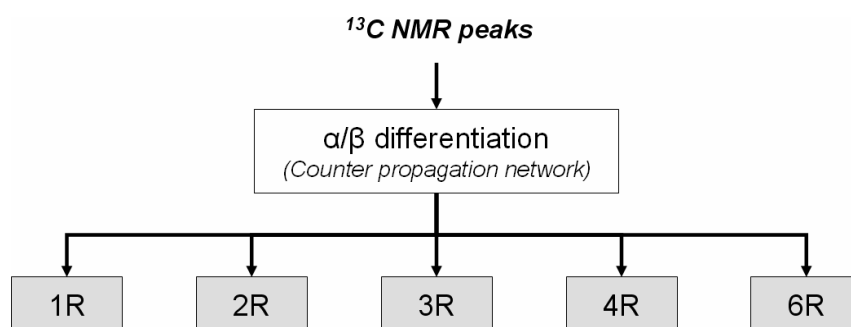 ¹³C NMR peaks
α/β differentiation
(Counter propagation network)
1R 2R 3R 4R 6R